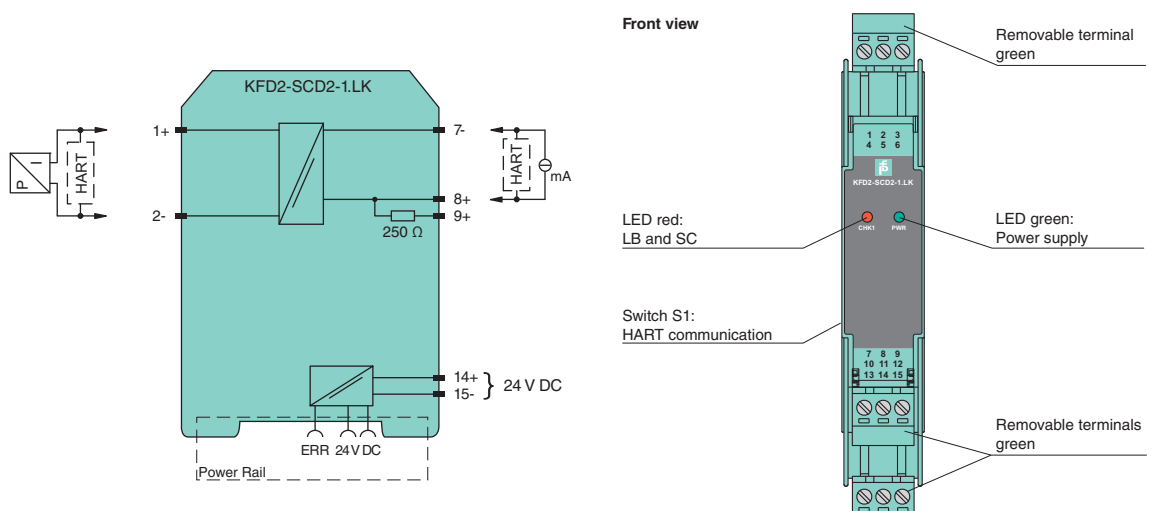 KFD2-SCD2-1.LK
1+
7-
I
P
HART
HART
mA
2-
8+
9+
250 Ω
14+
15-
24 V DC
ERR 24V DC
Power Rail
Front view
Removable terminal
green
1 2 3
4 5 6
KFD2-SCD2-1.LK
CHK1 PWR
LED red:
LB and SC
LED green:
Power supply
Switch S1:
HART communication
7 8 9
10 11 12
13 14 15
Removable terminals
green